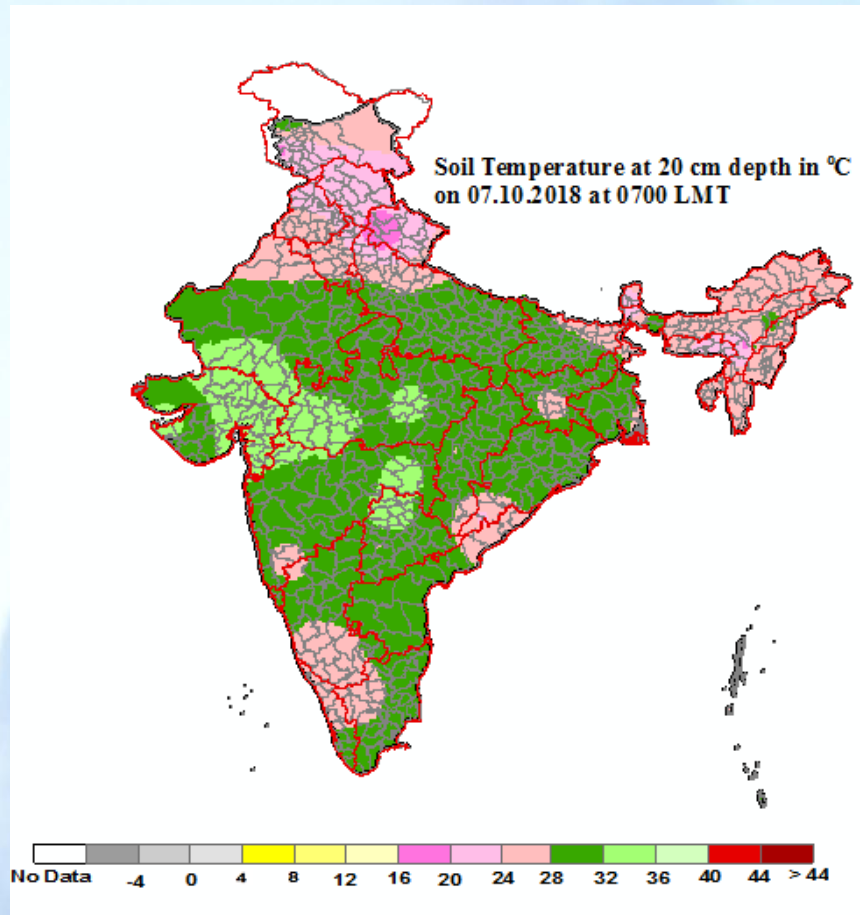 Soil Temperature at 20 cm depth in °C
on 07.10.2018 at 0700 LMT
No Data -4 0 4 8 12 16 20 24 28 32 36 40 44 > 44